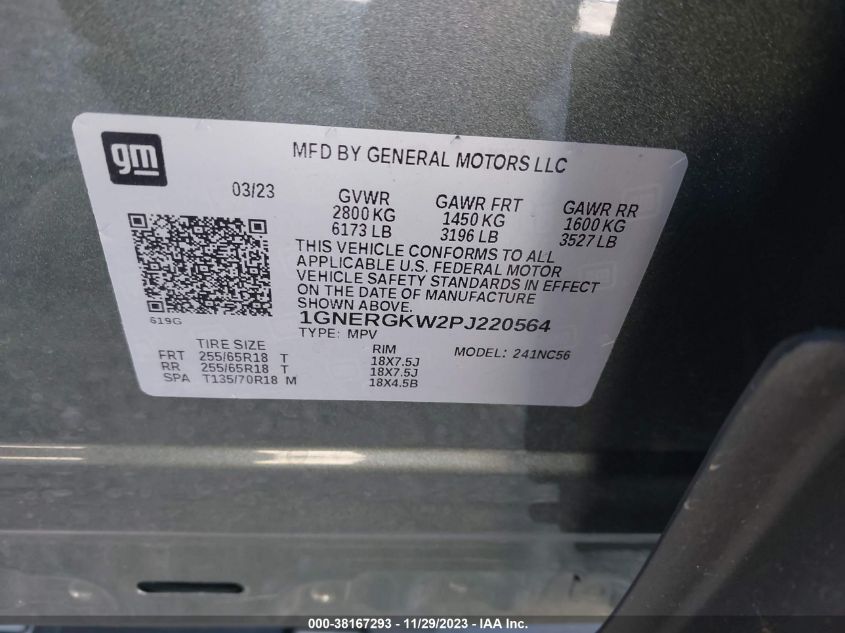 gm
MFD BY GENERAL MOTORS LLC
03/23
GVWR
2800 KG
6173 LB
GAWR FRT
1450 KG
3196 LB
GAWR RR
1600 KG
3527 LB
THIS VEHICLE CONFORMS TO ALL
APPLICABLE U.S. FEDERAL MOTOR
VEHICLE SAFETY STANDARDS IN EFFECT
ON THE DATE OF MANUFACTURE
SHOWN ABOVE.
619G
1GNERGKW2PJ220564
TYPE: MPV
MODEL: 241NC56
TIRE SIZE RIM
FRT 255/65R18 T 18X7.5J
RR 255/65R18 T 18X7.5J
SPA T135/70R18 M 18X4.5B
000-38167293 - 11/29/2023 - IAA Inc.